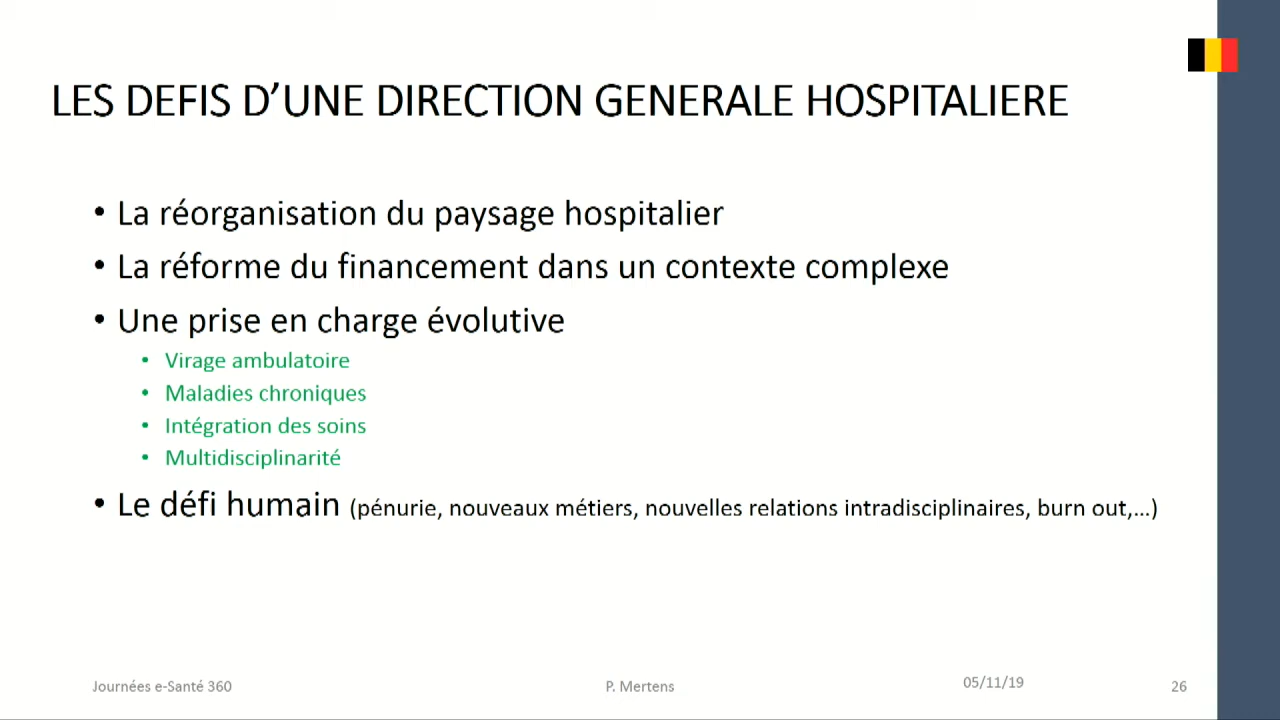 LES DEFIS D’UNE DIRECTION GENERALE HOSPITALIERE
• La réorganisation du paysage hospitalier
• La réforme du financement dans un contexte complexe
• Une prise en charge évolutive
• Virage ambulatoire
• Maladies chroniques
• Intégration des soins
• Multidisciplinarité
• Le défi humain (pénurie, nouveaux métiers, nouvelles relations intradisciplinaires, burn out,...)
Journées e-Santé 360
P. Mertens
05/11/19
26